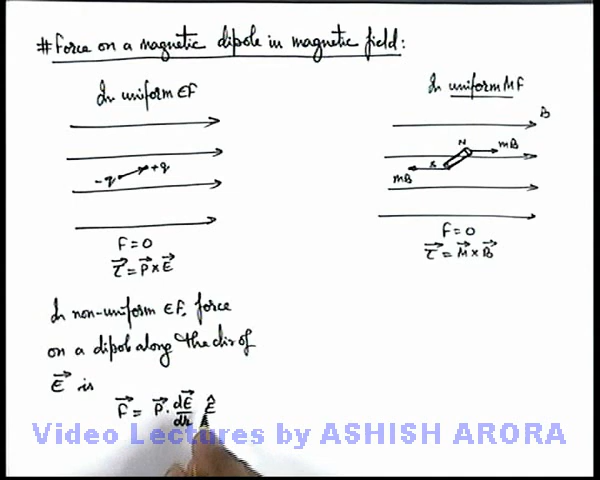 # Force on a magnetic dipole in magnetic field:
In uniform EF
-q +q
F = 0
τ⃗ = P⃗ × E⃗
In uniform MF
B
N mB
mB S
F = 0
τ⃗ = M⃗ × B⃗
In non-uniform EF, force
on a dipole along the dir of
E⃗ is
F⃗ = P⃗ · dE⃗/dr Ê
Video Lectures by ASHISH ARORA